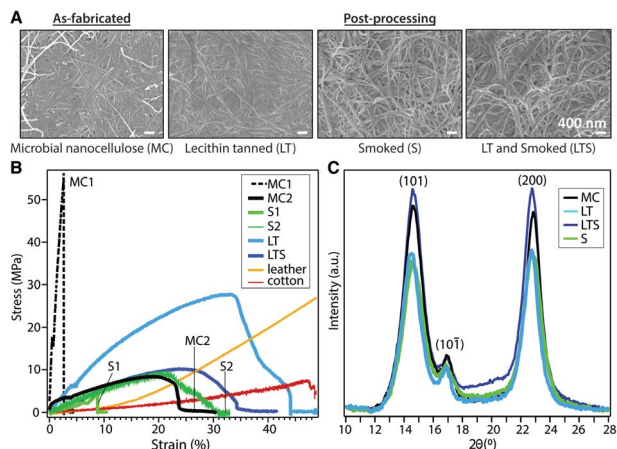 A
As-fabricated
Post-processing
400 nm
Microbial nanocellulose (MC)
Lecithin tanned (LT)
Smoked (S)
LT and Smoked (LTS)
B
MC1
50
40
30
20
10
0
Stress (MPa)
MC1
MC2
S1
S2
LT
LTS
leather
cotton
S1
MC2
S2
0
10
20
30
40
Strain (%)
C
(101)
(200)
(101̄)
MC
LT
LTS
S
Intensity (a.u.)
10
12
14
16
18
20
22
24
26
28
2θ(º)